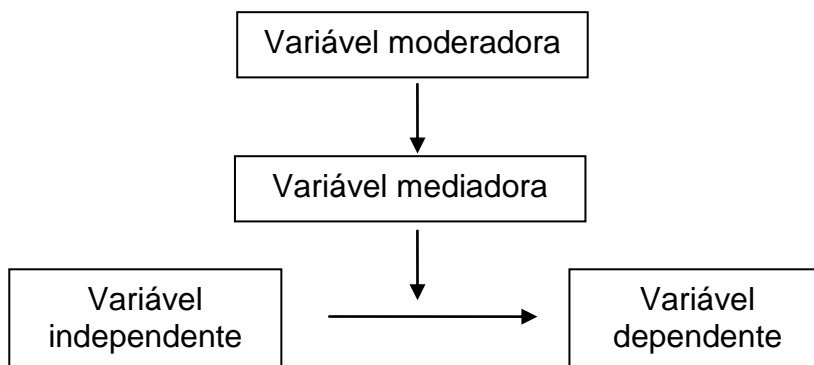 Variável moderadora
Variável mediadora
Variável
independente
Variável
dependente